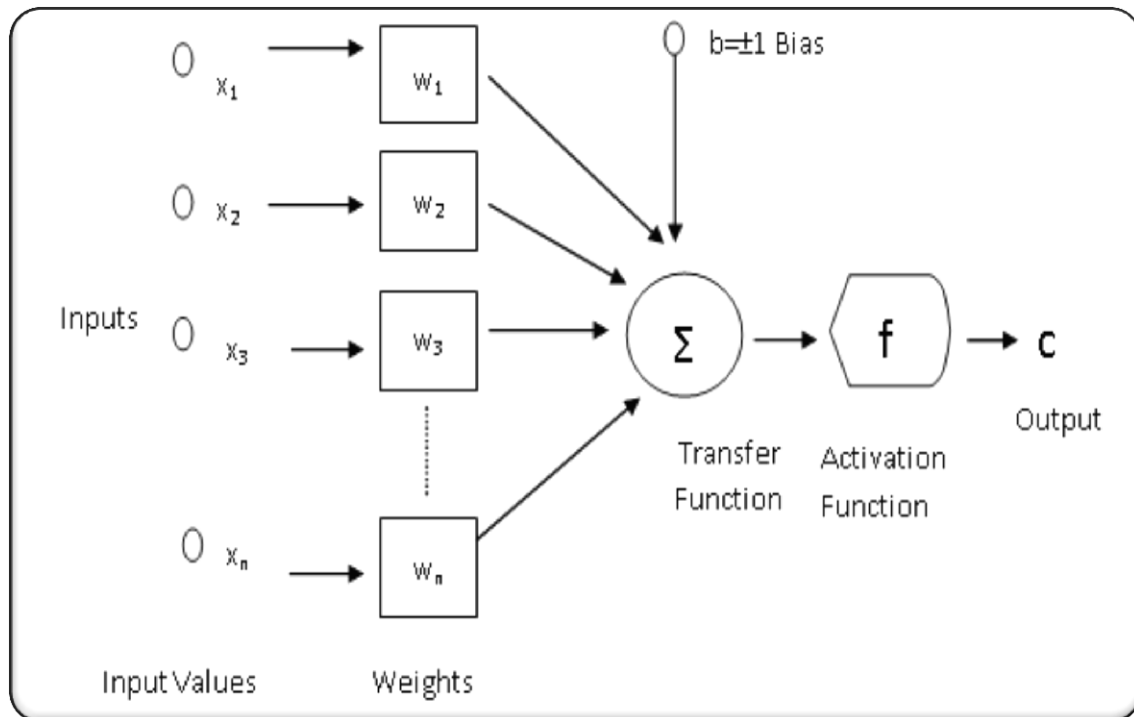 x₁
w₁
b=±1 Bias
x₂
w₂
Inputs
x₃
w₃
Σ
f
c
Output
Transfer
Function
Activation
Function
xₙ
wₙ
Input Values
Weights